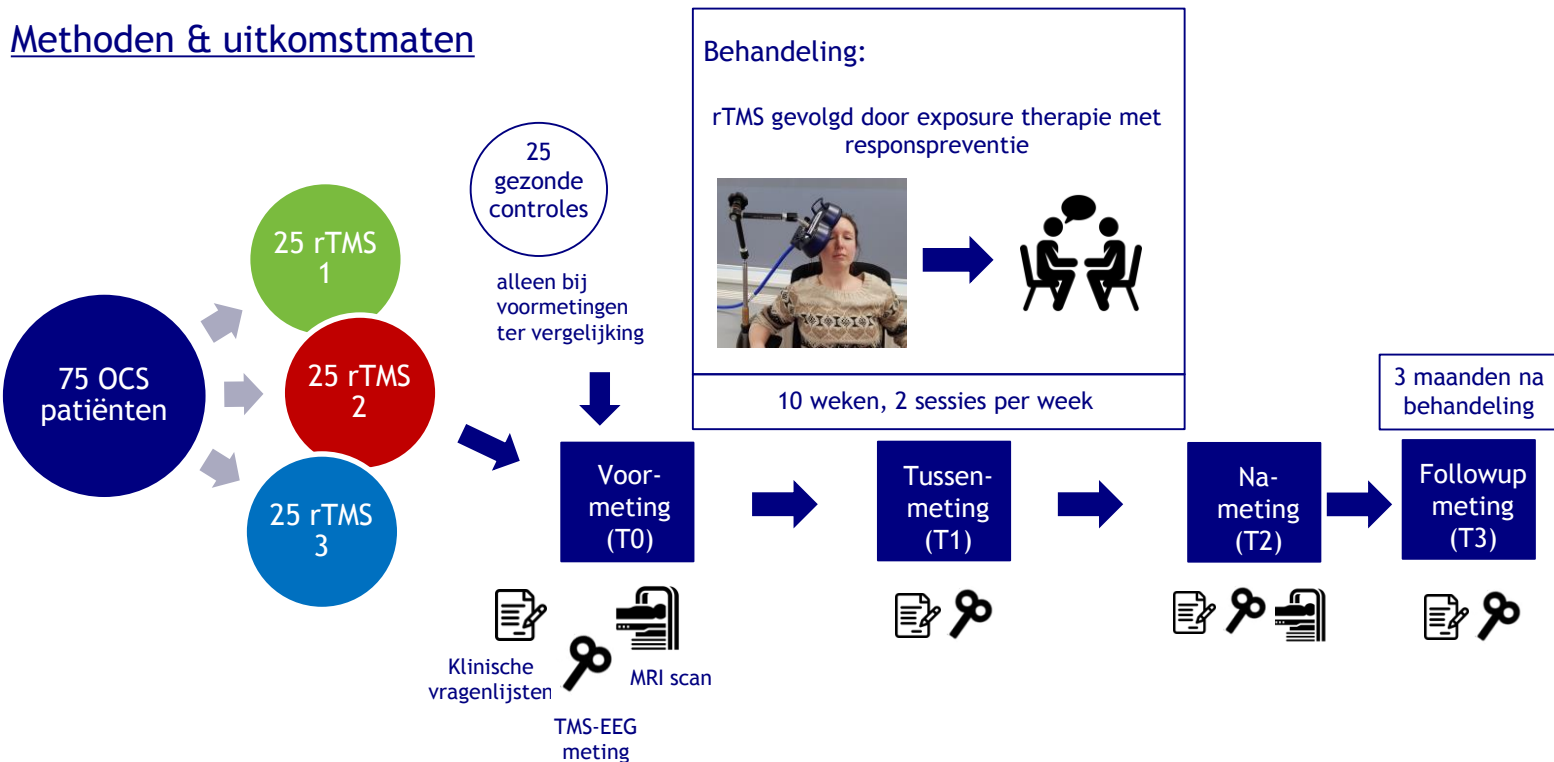 Methoden & uitkomstmaten
Behandeling:
rTMS gevolgd door exposure therapie met
responspreventie
10 weken, 2 sessies per week
25
gezonde
controles
alleen bij
voormetingen
ter vergelijking
75 OCS
patiënten
25 rTMS
1
25 rTMS
2
25 rTMS
3
3 maanden na
behandeling
Voor-
meting
(T0)
Tussen-
meting
(T1)
Na-
meting
(T2)
Followup
meting
(T3)
Klinische
vragenlijsten
MRI scan
TMS-EEG
meting